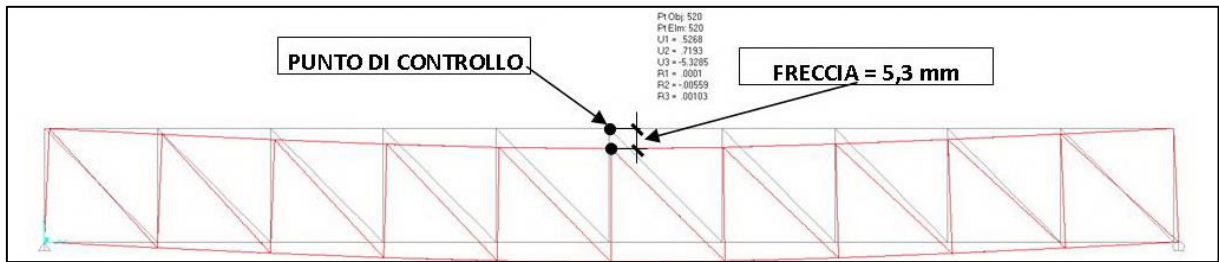 Pt Obj: 520
Pt Elm: 520
U1 = .5268
U2 = .7193
U3 = -5.3285
R1 = .0001
R2 = -.00559
R3 = .00103
PUNTO DI CONTROLLO
FRECCIA = 5,3 mm